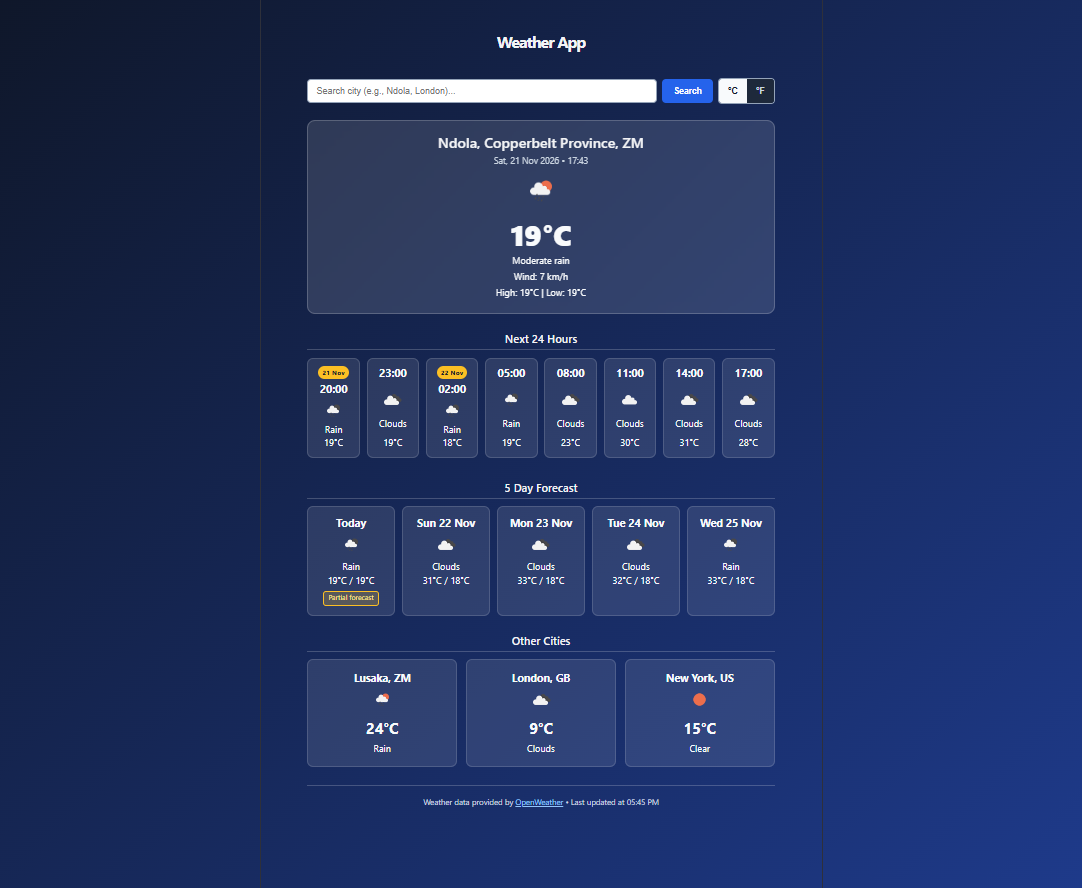 Weather App
Search city (e.g., Ndola, London)...
Search
°C
°F
Ndola, Copperbelt Province, ZM
Sat, 21 Nov 2026 • 17:43
19°C
Moderate rain
Wind: 7 km/h
High: 19°C | Low: 19°C
Next 24 Hours
21 Nov
20:00
Rain
19°C
23:00
Clouds
19°C
22 Nov
02:00
Rain
18°C
05:00
Rain
19°C
08:00
Clouds
23°C
11:00
Clouds
30°C
14:00
Clouds
31°C
17:00
Clouds
28°C
5 Day Forecast
Today
Rain
19°C / 19°C
Partial forecast
Sun 22 Nov
Clouds
31°C / 18°C
Mon 23 Nov
Clouds
33°C / 18°C
Tue 24 Nov
Clouds
32°C / 18°C
Wed 25 Nov
Rain
33°C / 18°C
Other Cities
Lusaka, ZM
24°C
Rain
London, GB
9°C
Clouds
New York, US
15°C
Clear
Weather data provided by OpenWeather • Last updated at 05:45 PM